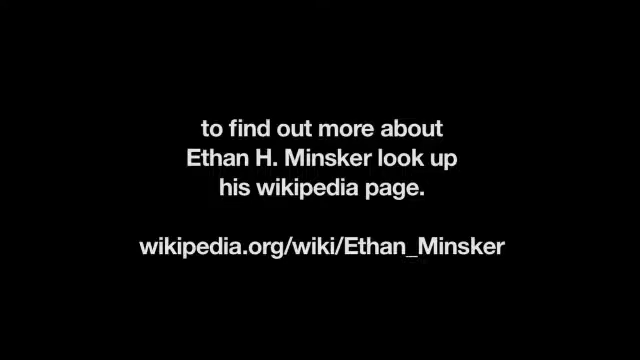 to find out more about
Ethan H. Minsker look up
his wikipedia page.
wikipedia.org/wiki/Ethan_Minsker